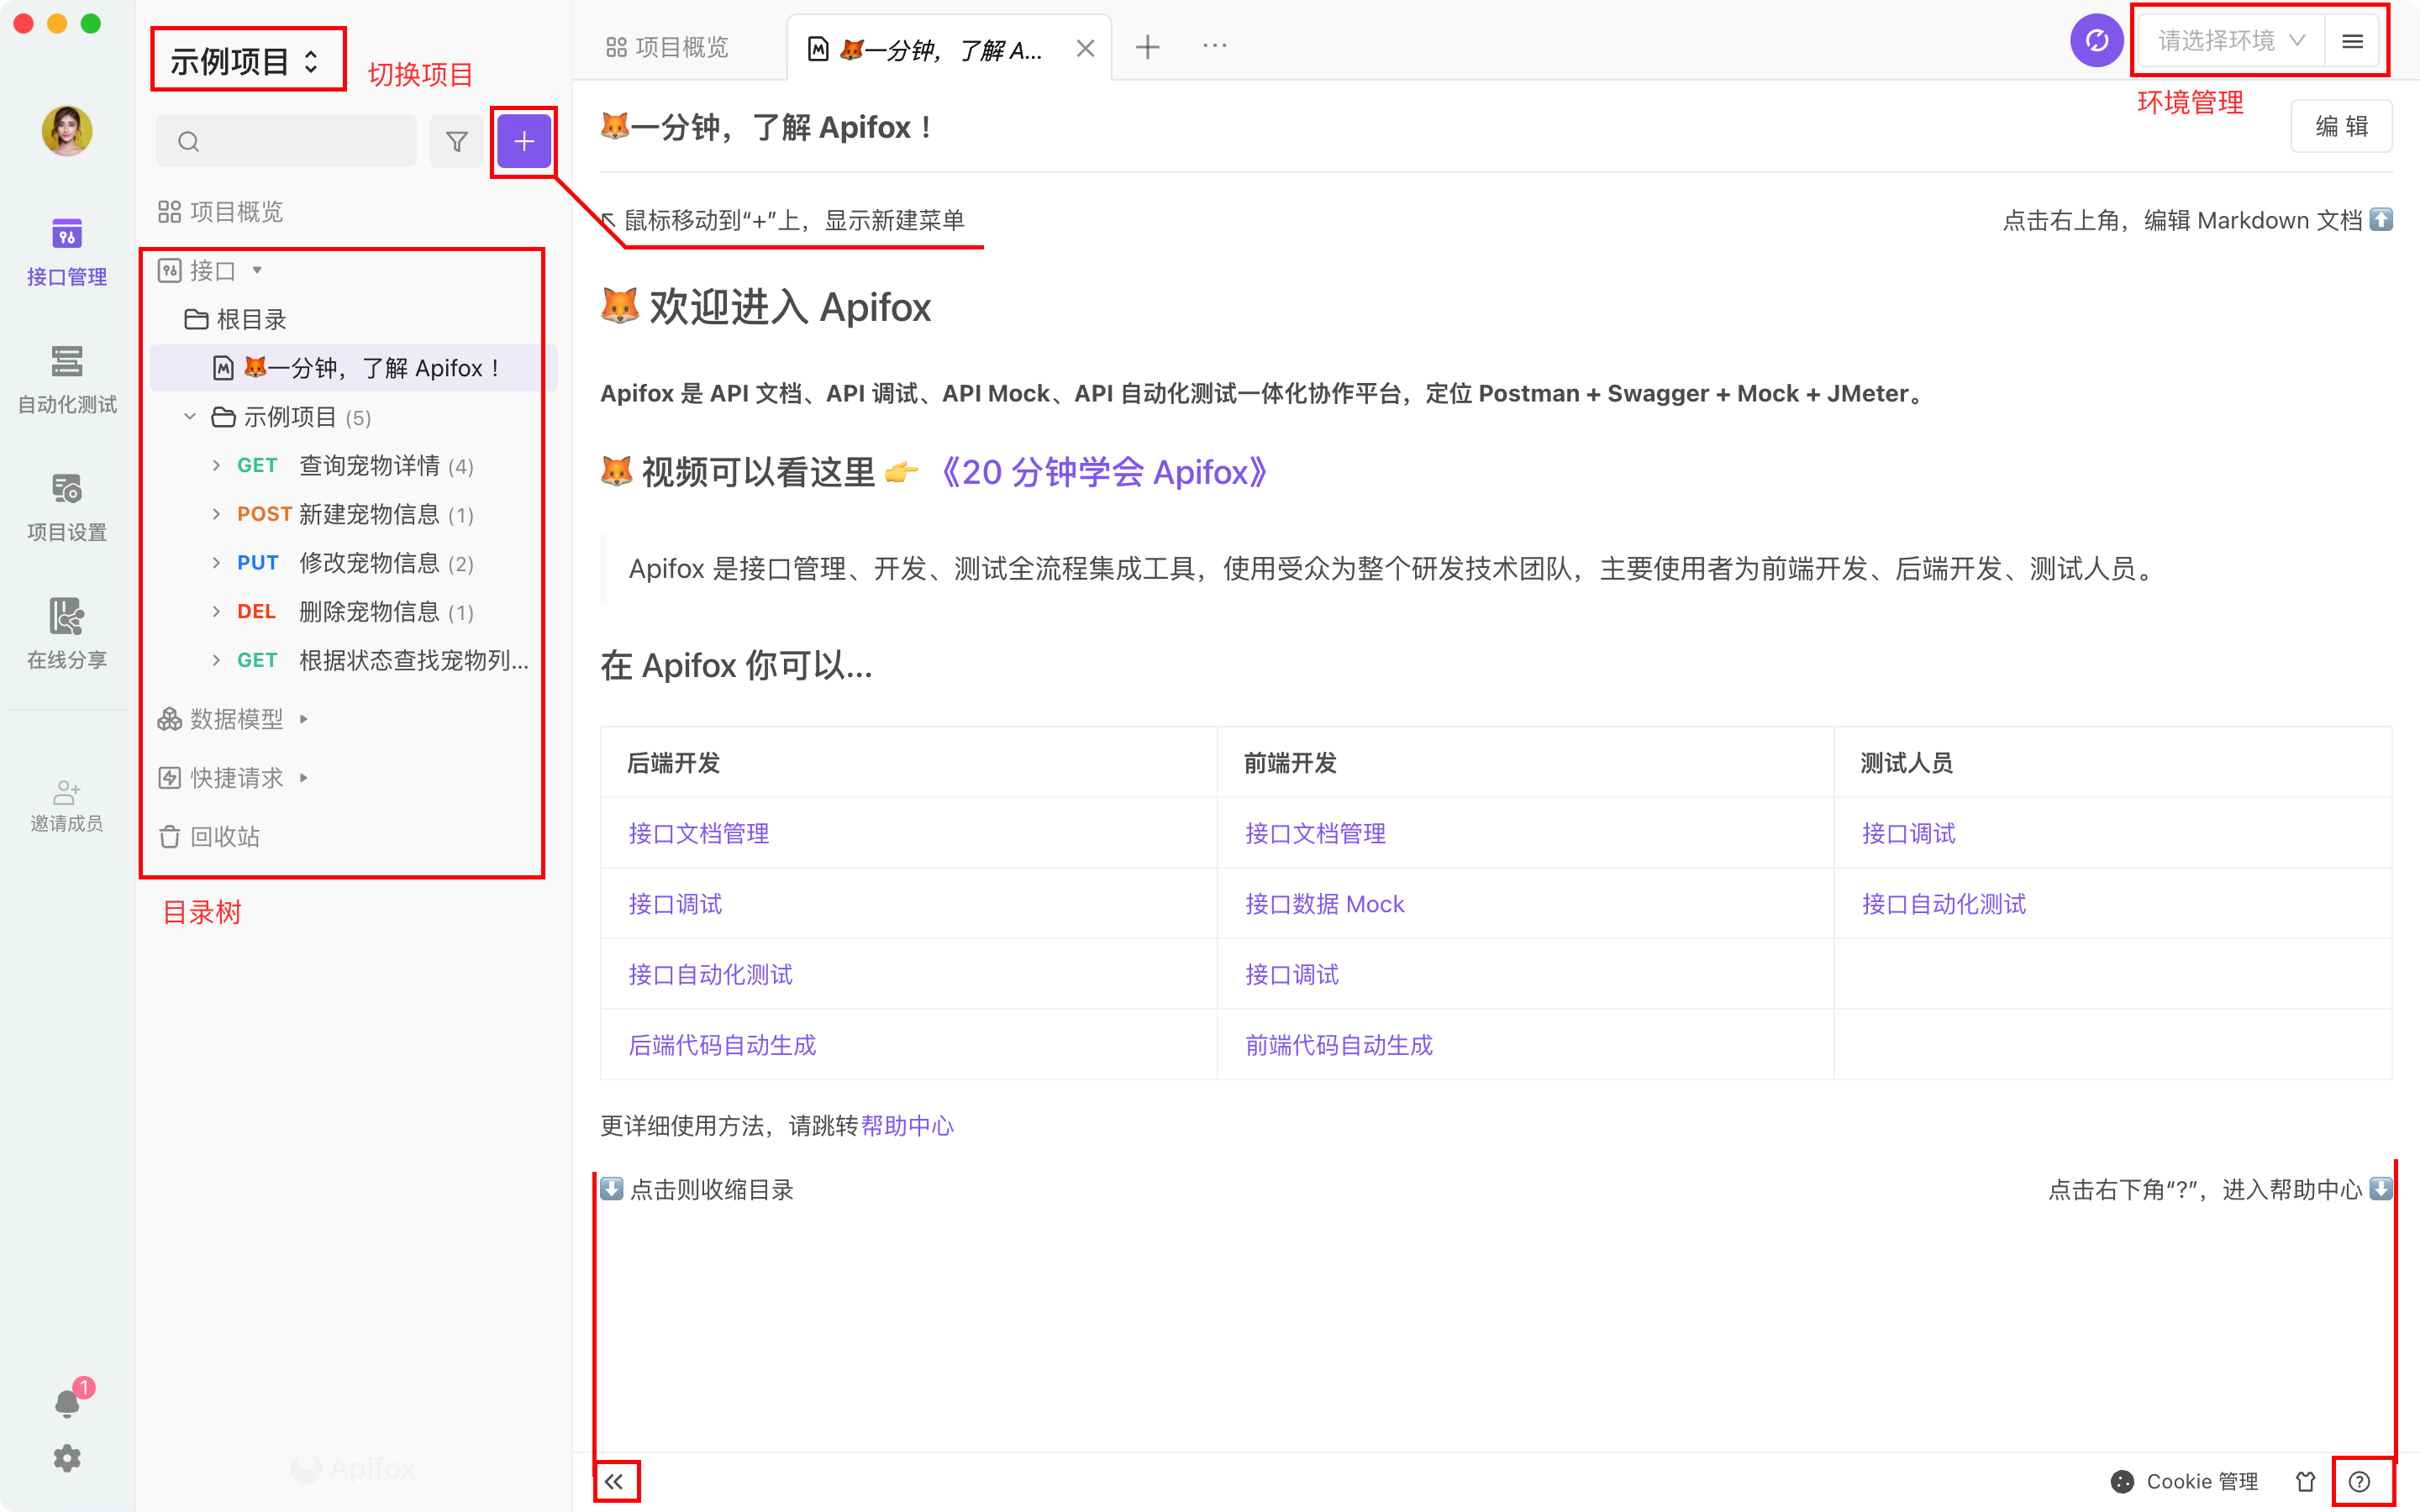 示例项目
切换项目
项目概览
一分钟，了解 A...
请选择环境
环境管理
一分钟，了解 Apifox！
编 辑
项目概览
鼠标移动到“+”上，显示新建菜单
点击右上角，编辑 Markdown 文档
接口管理
接口
根目录
一分钟，了解 Apifox！
示例项目 (5)
GET 查询宠物详情 (4)
POST 新建宠物信息 (1)
PUT 修改宠物信息 (2)
DEL 删除宠物信息 (1)
GET 根据状态查找宠物列...
数据模型
快捷请求
回收站
目录树
自动化测试
项目设置
在线分享
邀请成员
1
Apifox
欢迎进入 Apifox
Apifox 是 API 文档、API 调试、API Mock、API 自动化测试一体化协作平台，定位 Postman + Swagger + Mock + JMeter。
视频可以看这里 《20 分钟学会 Apifox》
Apifox 是接口管理、开发、测试全流程集成工具，使用受众为整个研发技术团队，主要使用者为前端开发、后端开发、测试人员。
在 Apifox 你可以...
后端开发 前端开发 测试人员
接口文档管理 接口文档管理 接口调试
接口调试 接口数据 Mock 接口自动化测试
接口自动化测试 接口调试
后端代码自动生成 前端代码自动生成
更详细使用方法，请跳转帮助中心
点击则收缩目录
点击右下角“?”，进入帮助中心
Cookie 管理